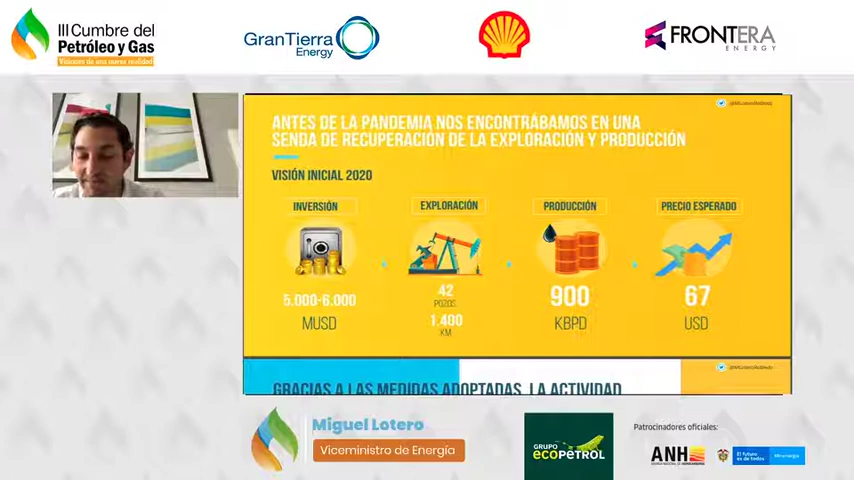 III Cumbre del
Petróleo y Gas
Visiones de una nueva realidad
GranTierra
Energy
FRONTERA
ENERGY
ANTES DE LA PANDEMIA NOS ENCONTRÁBAMOS EN UNA
SENDA DE RECUPERACIÓN DE LA EXPLORACIÓN Y PRODUCCIÓN
VISIÓN INICIAL 2020
INVERSIÓN
EXPLORACIÓN
PRODUCCIÓN
PRECIO ESPERADO
5.000-6.000
MUSD
42
POZOS
1.400
KM
900
KBPD
67
USD
GRACIAS A LAS MEDIDAS ADOPTADAS, LA ACTIVIDAD
Miguel Lotero
Viceministro de Energía
GRUPO
ECOPETROL
Patrocinadores oficiales:
ANH
El futuro
es de todos
Minenergía